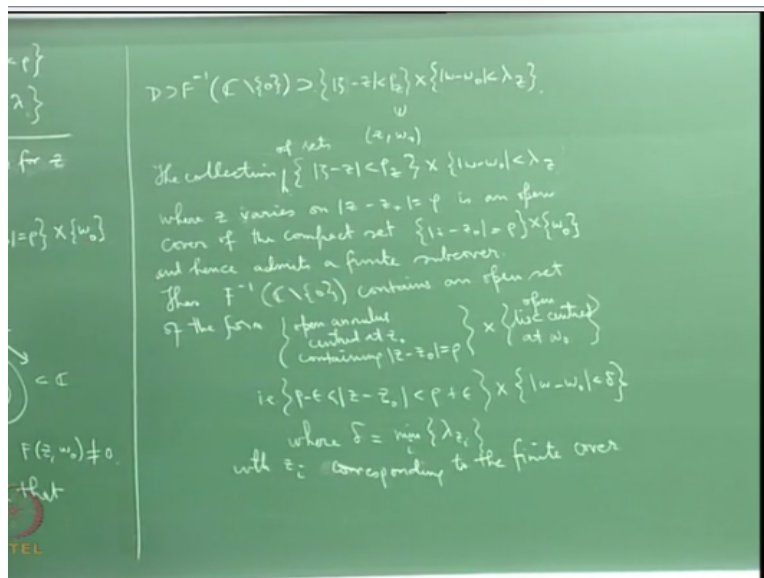 < ρ}
λ.}
for z
|=ρ} × {w₀}
< ℂ
F(z, w₀) ≠ 0
that
TEL
D ⊃ F⁻¹(ℂ \ {0}) ⊃ {|ζ-z|<ρ_z} × {|w-w₀|<λ_z}.
∪
(z, w₀)
of sets
The collection {|ζ-z|<ρ_z} × {|w-w₀|<λ_z
where z varies on |z-z₀|=ρ is an open
cover of the compact set {|z-z₀|=ρ}×{w₀}
and hence admits a finite subcover.
Thus F⁻¹(ℂ \ {0}) contains an open set
of the form {open annulus centred at z₀ containing |z-z₀|=ρ} × {open disc centred at w₀}
ie {ρ-ϵ<|z-z₀|<ρ+ϵ} × {|w-w₀|<δ}
where δ = min_i {λ_{z_i}}
with z_i corresponding to the finite cover